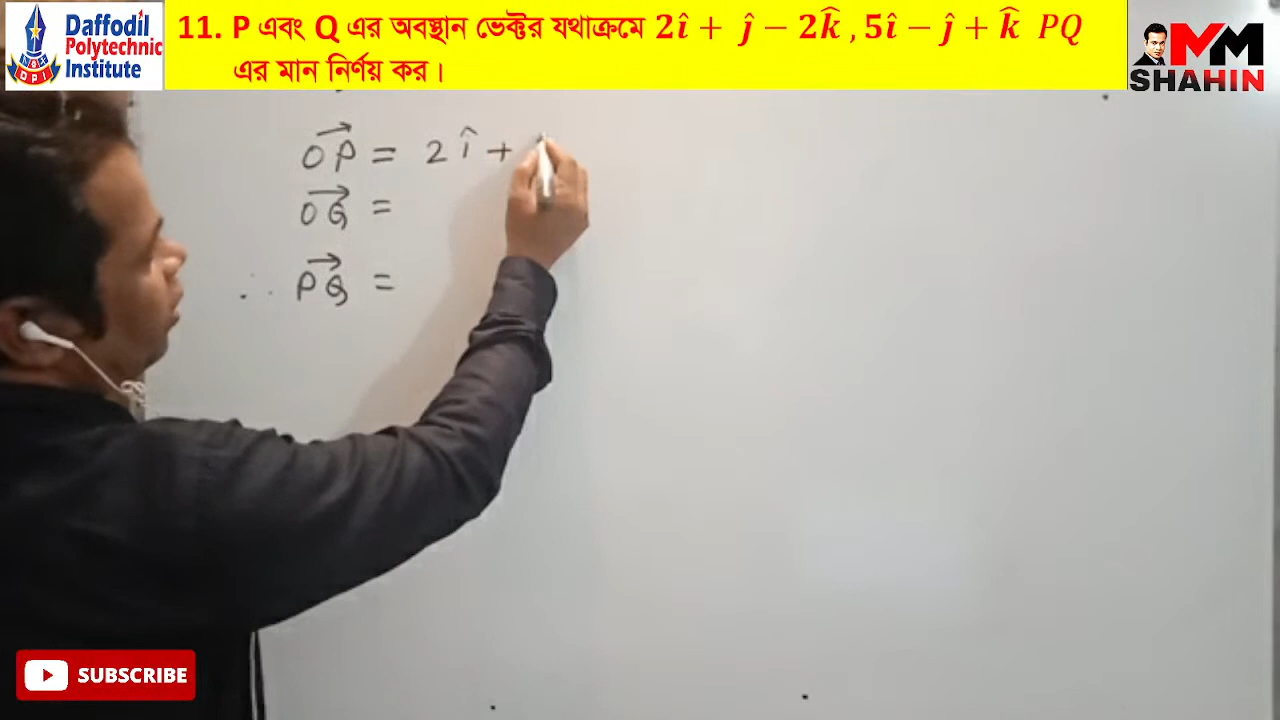 Daffodil
Polytechnic
Institute
DPI
11. P এবং Q এর অবস্থান ভেক্টর যথাক্রমে 2î + ĵ − 2k̂ , 5î − ĵ + k̂ PQ
এর মান নির্ণয় কর।
MM
SHAHIN
OP⃗ = 2 î +
OQ⃗ =
∴ PQ⃗ =
SUBSCRIBE